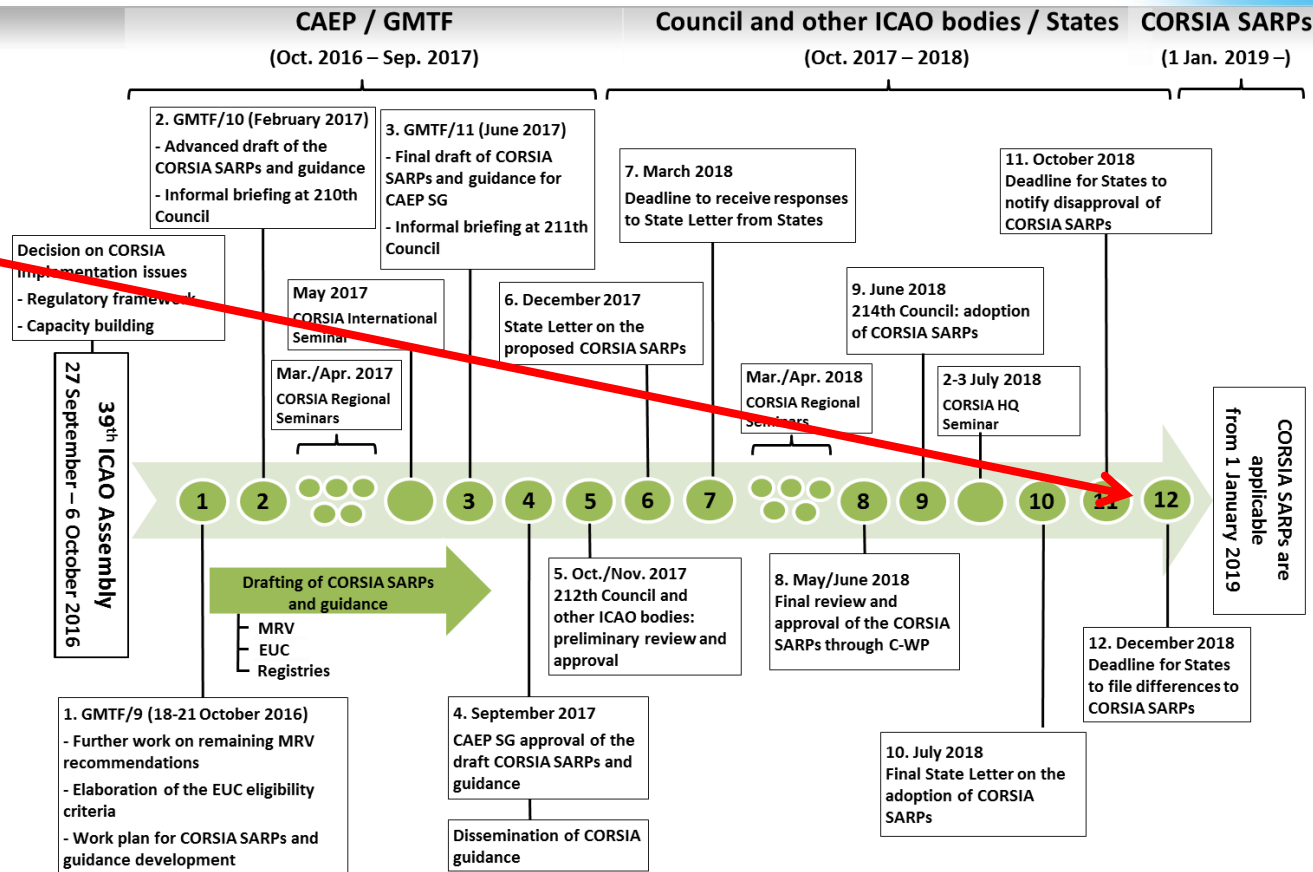 CAEP / GMTF
(Oct. 2016 – Sep. 2017)
Council and other ICAO bodies / States
(Oct. 2017 – 2018)
CORSIA SARPs
(1 Jan. 2019 –)
Decision on CORSIA
implementation issues
- Regulatory framework
- Capacity building
39th ICAO Assembly
27 September – 6 October 2016
2. GMTF/10 (February 2017)
- Advanced draft of the
CORSIA SARPs and guidance
- Informal briefing at 210th
Council
3. GMTF/11 (June 2017)
- Final draft of CORSIA
SARPs and guidance for
CAEP SG
- Informal briefing at 211th
Council
May 2017
CORSIA International
Seminar
Mar./Apr. 2017
CORSIA Regional
Seminars
6. December 2017
State Letter on the
proposed CORSIA SARPs
7. March 2018
Deadline to receive responses
to State Letter from States
Mar./Apr. 2018
CORSIA Regional
Seminars
9. June 2018
214th Council: adoption
of CORSIA SARPs
2-3 July 2018
CORSIA HQ
Seminar
11. October 2018
Deadline for States to
notify disapproval of
CORSIA SARPs
1
2
3
4
5
6
7
8
9
10
11
12
CORSIA SARPs are
applicable
from 1 January 2019
Drafting of CORSIA SARPs
and guidance
MRV
EUC
Registries
1. GMTF/9 (18-21 October 2016)
- Further work on remaining MRV
recommendations
- Elaboration of the EUC eligibility
criteria
- Work plan for CORSIA SARPs and
guidance development
4. September 2017
CAEP SG approval of the
draft CORSIA SARPs and
guidance
Dissemination of CORSIA
guidance
5. Oct./Nov. 2017
212th Council and
other ICAO bodies:
preliminary review and
approval
8. May/June 2018
Final review and
approval of the CORSIA
SARPs through C-WP
10. July 2018
Final State Letter on the
adoption of CORSIA
SARPs
12. December 2018
Deadline for States
to file differences to
CORSIA SARPs